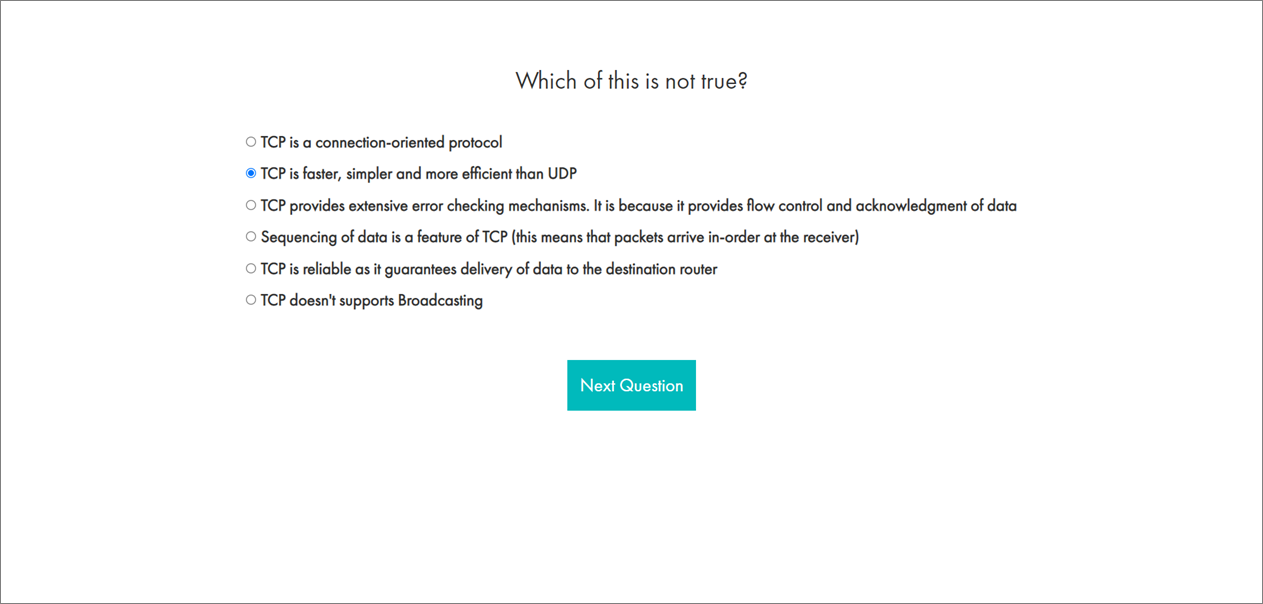 Which of this is not true?
TCP is a connection-oriented protocol
TCP is faster, simpler and more efficient than UDP
TCP provides extensive error checking mechanisms. It is because it provides flow control and acknowledgment of data
Sequencing of data is a feature of TCP (this means that packets arrive in-order at the receiver)
TCP is reliable as it guarantees delivery of data to the destination router
TCP doesn't supports Broadcasting
Next Question